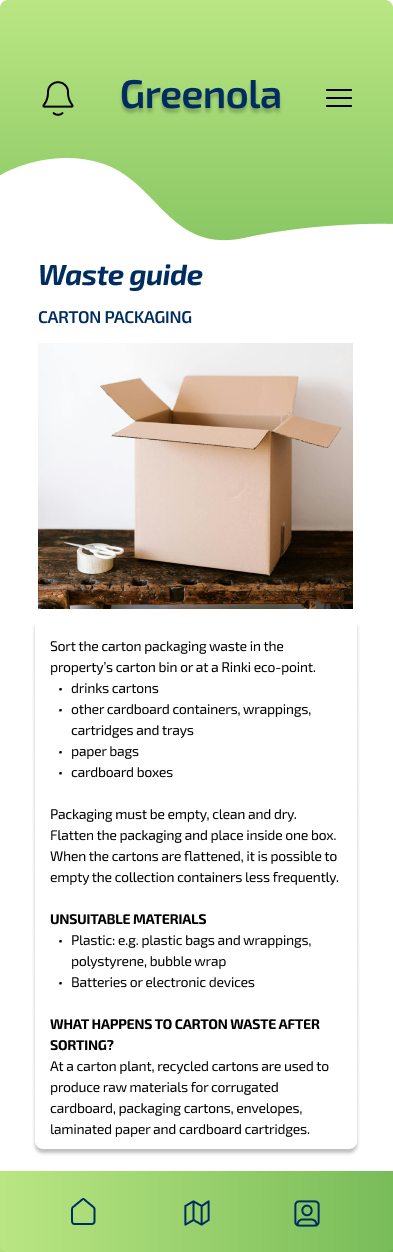 Greenola
Waste guide
CARTON PACKAGING
Sort the carton packaging waste in the
property's carton bin or at a Rinki eco-point.
• drinks cartons
• other cardboard containers, wrappings,
cartridges and trays
• paper bags
• cardboard boxes
Packaging must be empty, clean and dry.
Flatten the packaging and place inside one box.
When the cartons are flattened, it is possible to
empty the collection containers less frequently.
UNSUITABLE MATERIALS
• Plastic: e.g. plastic bags and wrappings,
polystyrene, bubble wrap
• Batteries or electronic devices
WHAT HAPPENS TO CARTON WASTE AFTER
SORTING?
At a carton plant, recycled cartons are used to
produce raw materials for corrugated
cardboard, packaging cartons, envelopes,
laminated paper and cardboard cartridges.